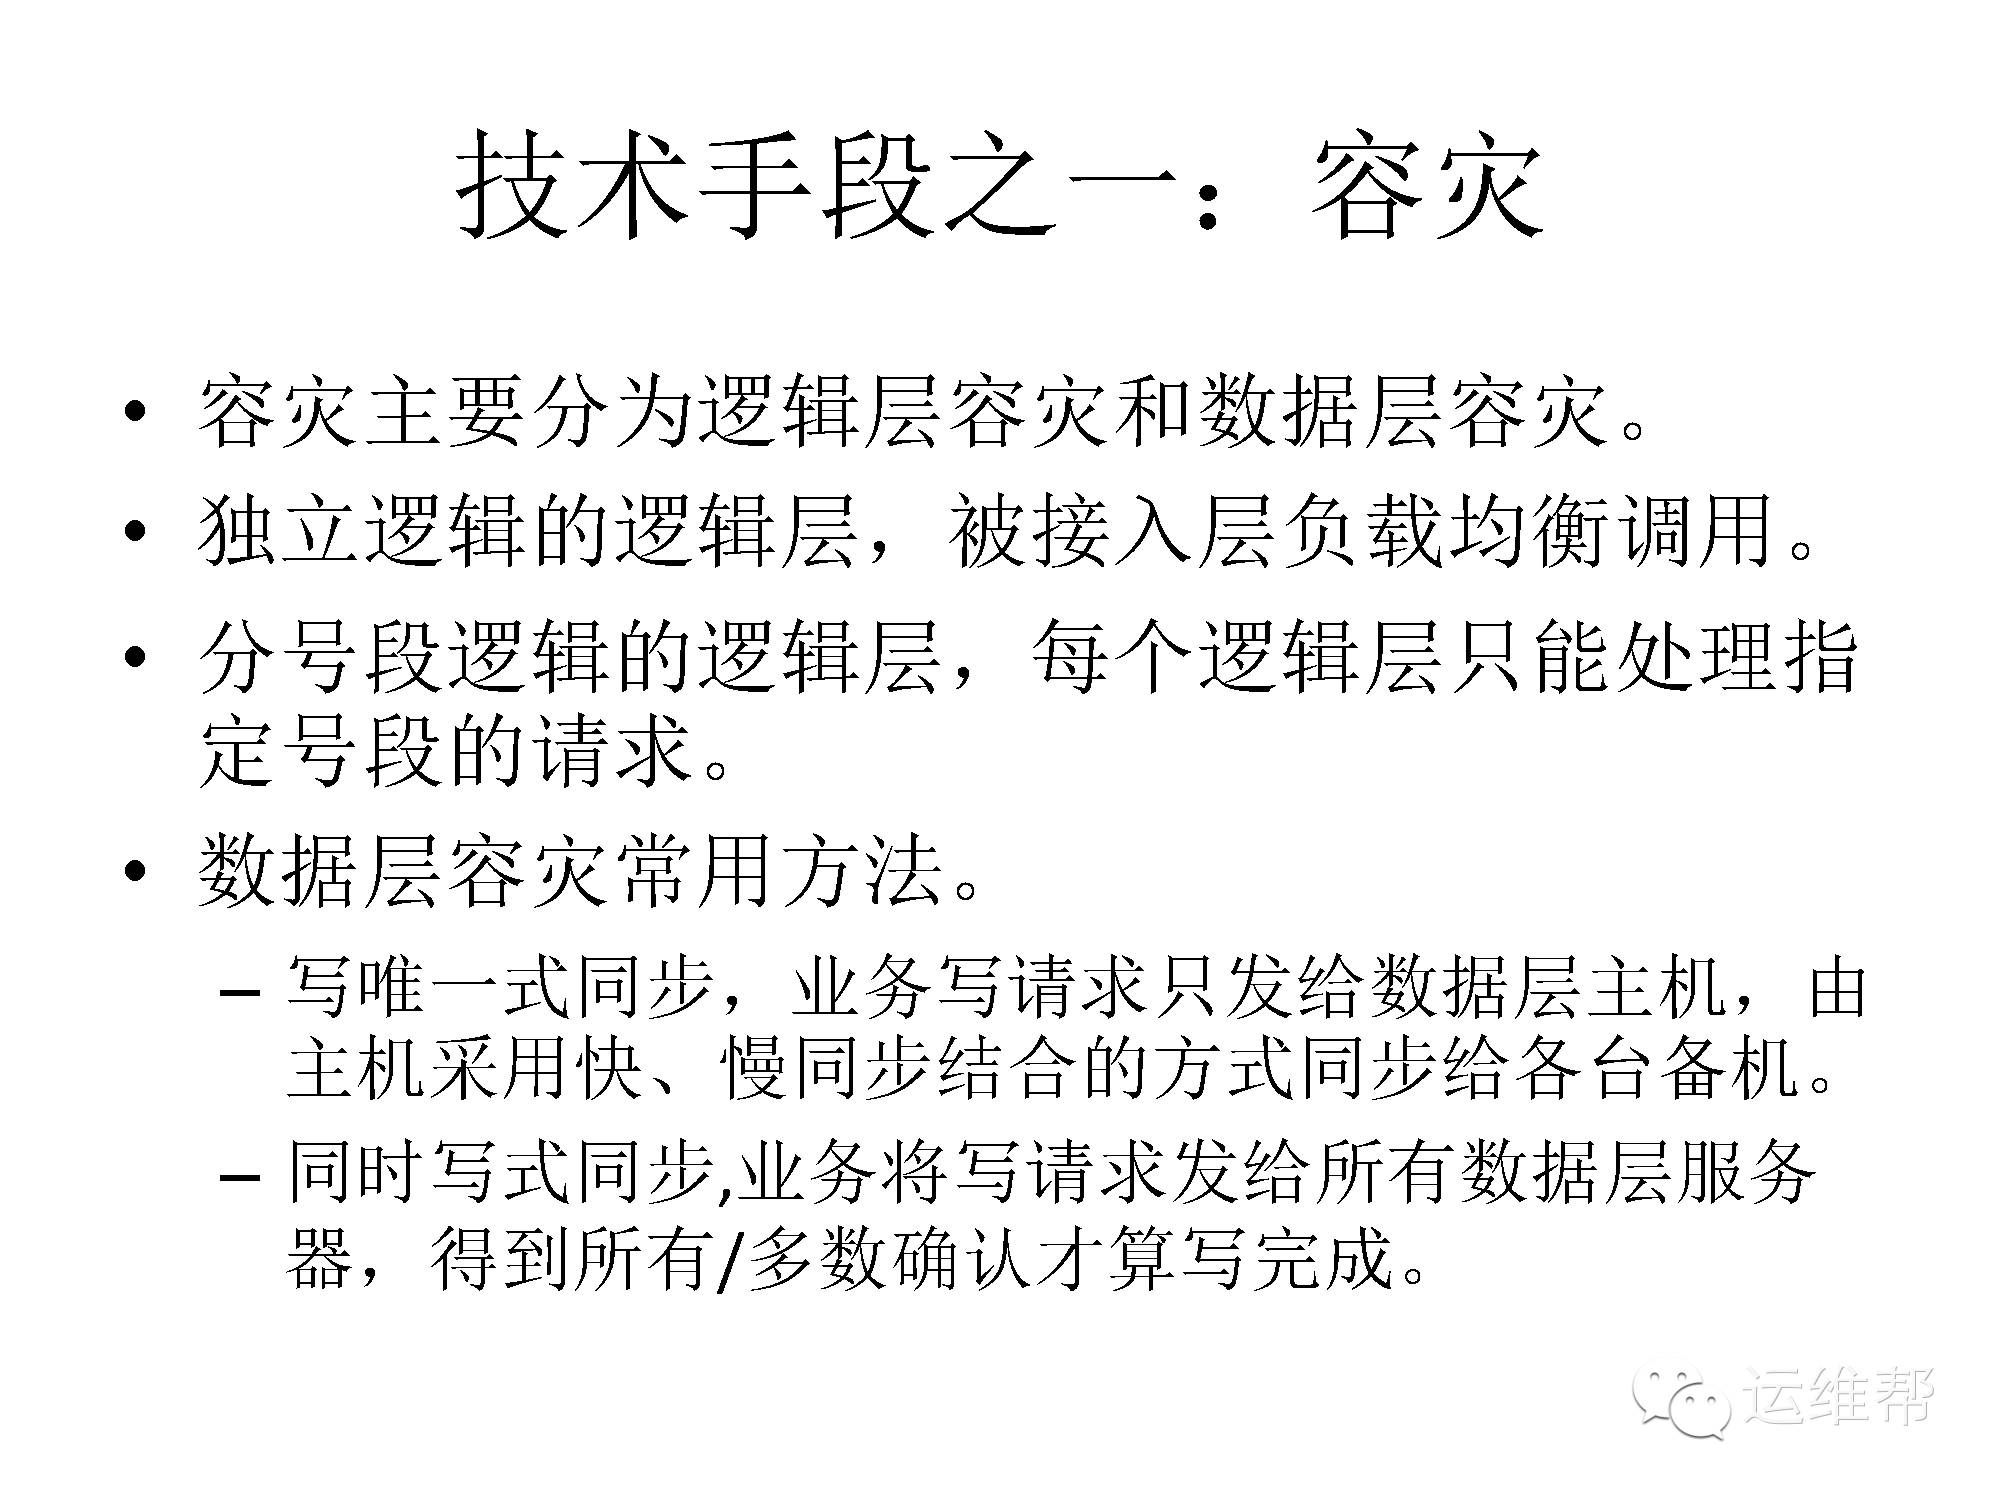 技术手段之一：容灾
• 容灾主要分为逻辑层容灾和数据层容灾。
• 独立逻辑的逻辑层，被接入层负载均衡调用。
• 分号段逻辑的逻辑层，每个逻辑层只能处理指
定号段的请求。
• 数据层容灾常用方法。
– 写唯一式同步，业务写请求只发给数据层主机，由
主机采用快、慢同步结合的方式同步给各台备机。
– 同时写式同步,业务将写请求发给所有数据层服务
器，得到所有/多数确认才算写完成。
运维帮